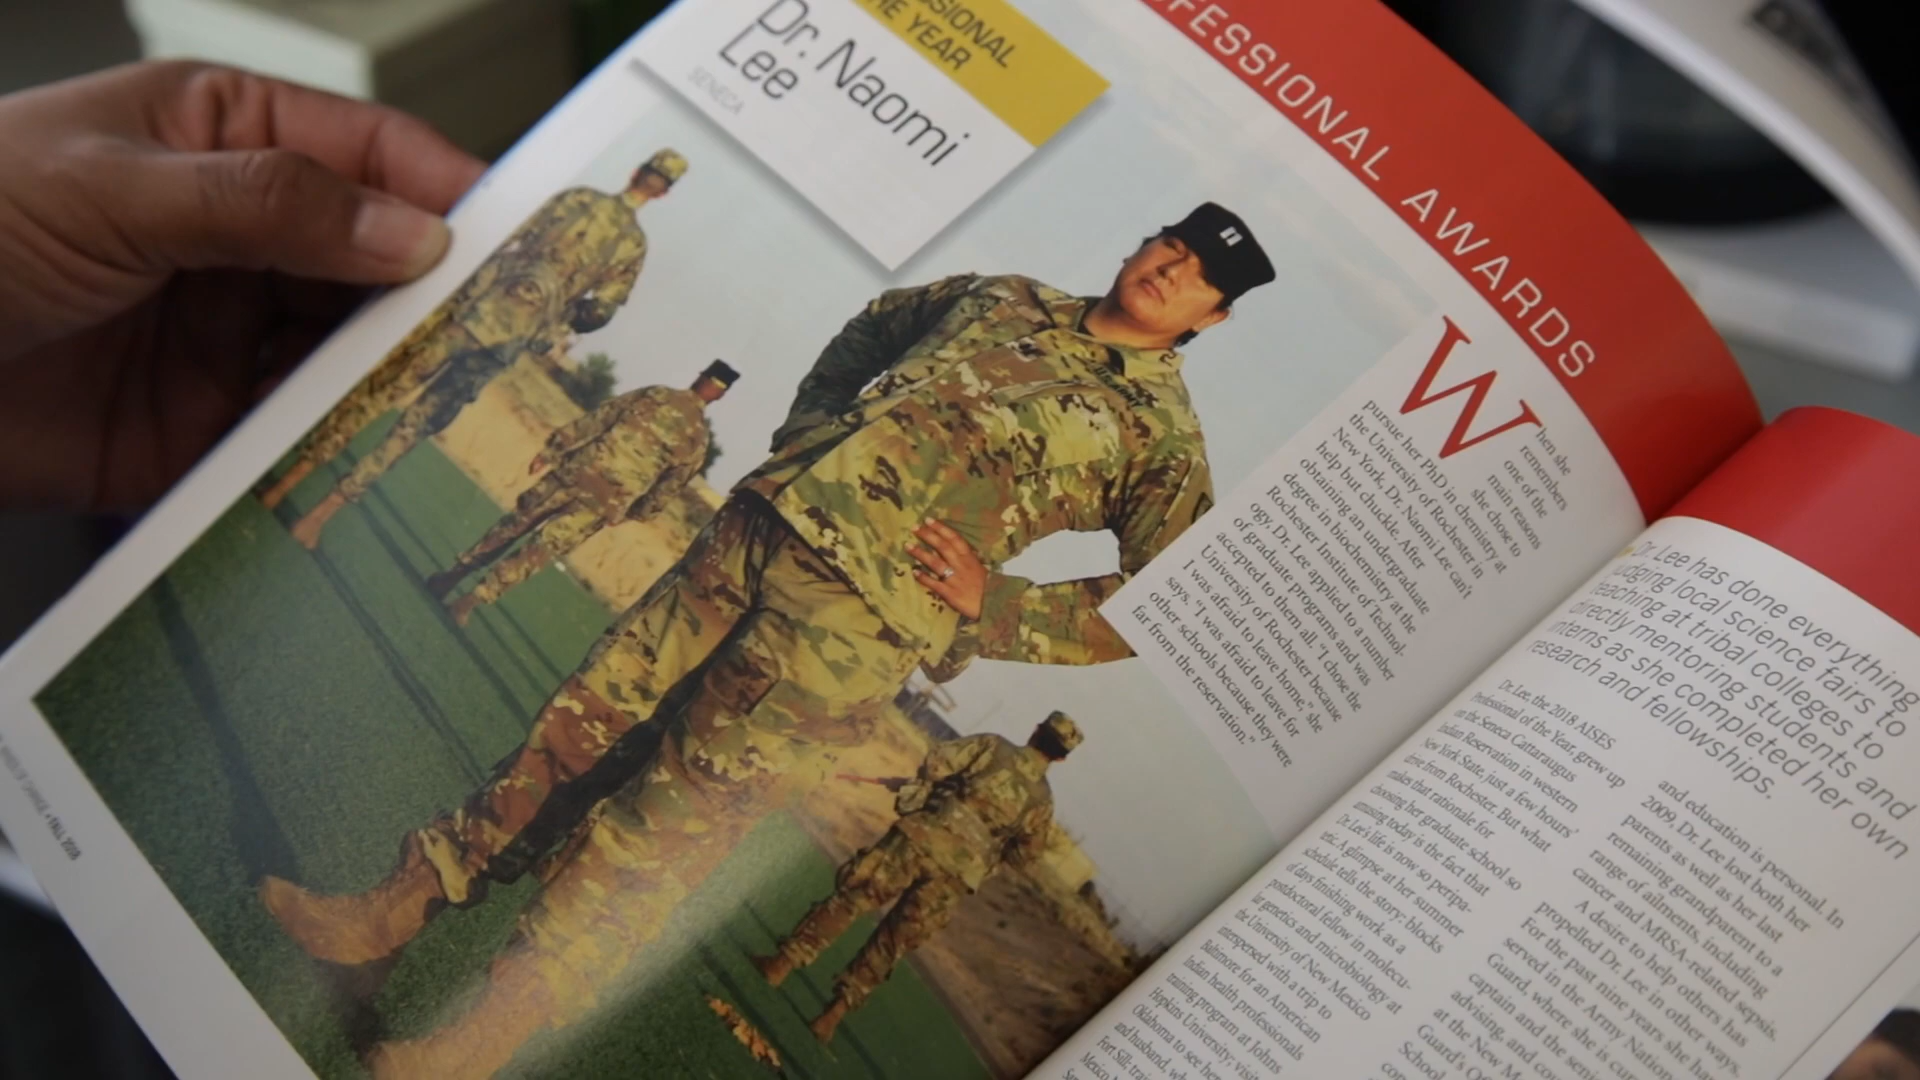 PROFESSIONAL AWARDS
SSIONAL
HE YEAR
Dr. Naomi
Lee
SENECA
When she
remembers
one of the
main reasons
she chose to
pursue her PhD in chemistry at
the University of Rochester in
New York, Dr. Naomi Lee can't
help but chuckle. After
obtaining an undergraduate
degree in biochemistry at the
Rochester Institute of Technol-
ogy, Dr. Lee applied to a number
of graduate programs and was
accepted to them all. "I chose the
University of Rochester because
I was afraid to leave home," she
says. "I was afraid to leave for
other schools because they were
far from the reservation."
FALL 2018
Dr. Lee has done everything
judging local science fairs to
teaching at tribal colleges to
directly mentoring students and
interns as she completed her own
research and fellowships.
Dr. Lee, the 2018 AISES
Professional of the Year, grew up
on the Seneca Cattaraugus
Indian Reservation in western
New York State, just a few hours'
drive from Rochester. But what
makes that rationale for
choosing her graduate school so
amusing today is the fact that
Dr. Lee's life is now so peripa-
tetic. A glimpse at her summer
schedule tells the story-blocks
of days finishing work as a
postdoctoral fellow in molecu-
lar genetics and microbiology at
the University of New Mexico
interspersed with a trip to
Baltimore for an American
Indian health professionals
training program at Johns
Hopkins University; visit
Oklahoma to see her
and husband, wh
Fort Sill; trai
Mexico
and education is personal. In
2009, Dr. Lee lost both her
parents as well as her last
remaining grandparent to a
range of ailments, including
cancer and MRSA-related sepsis.
A desire to help others has
propelled Dr. Lee in other ways.
For the past nine years she has
served in the Army Nation
Guard, where she is curr
captain and the seni
advising, and cou
at the New M
Guard's Of
School